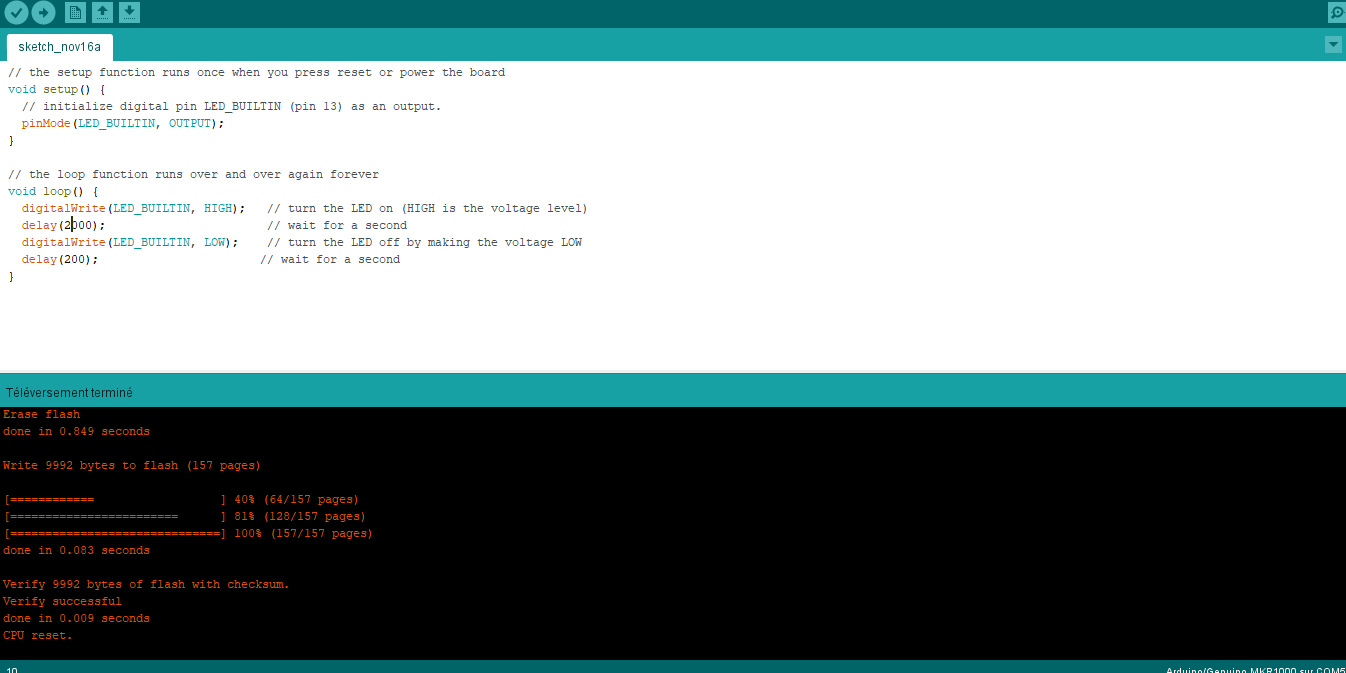 sketch_nov16a
// the setup function runs once when you press reset or power the board
void setup() {
  // initialize digital pin LED_BUILTIN (pin 13) as an output.
  pinMode(LED_BUILTIN, OUTPUT);
}
// the loop function runs over and over again forever
void loop() {
  digitalWrite(LED_BUILTIN, HIGH);   // turn the LED on (HIGH is the voltage level)
  delay(2000);                       // wait for a second
  digitalWrite(LED_BUILTIN, LOW);    // turn the LED off by making the voltage LOW
  delay(200);                       // wait for a second
}
Téléversement terminé
Erase flash
done in 0.849 seconds
Write 9992 bytes to flash (157 pages)
[============                  ] 40% (64/157 pages)
[========================      ] 81% (128/157 pages)
[==============================] 100% (157/157 pages)
done in 0.083 seconds
Verify 9992 bytes of flash with checksum.
Verify successful
done in 0.009 seconds
CPU reset.
10 Arduino/Genuino MKR1000 sur COM5